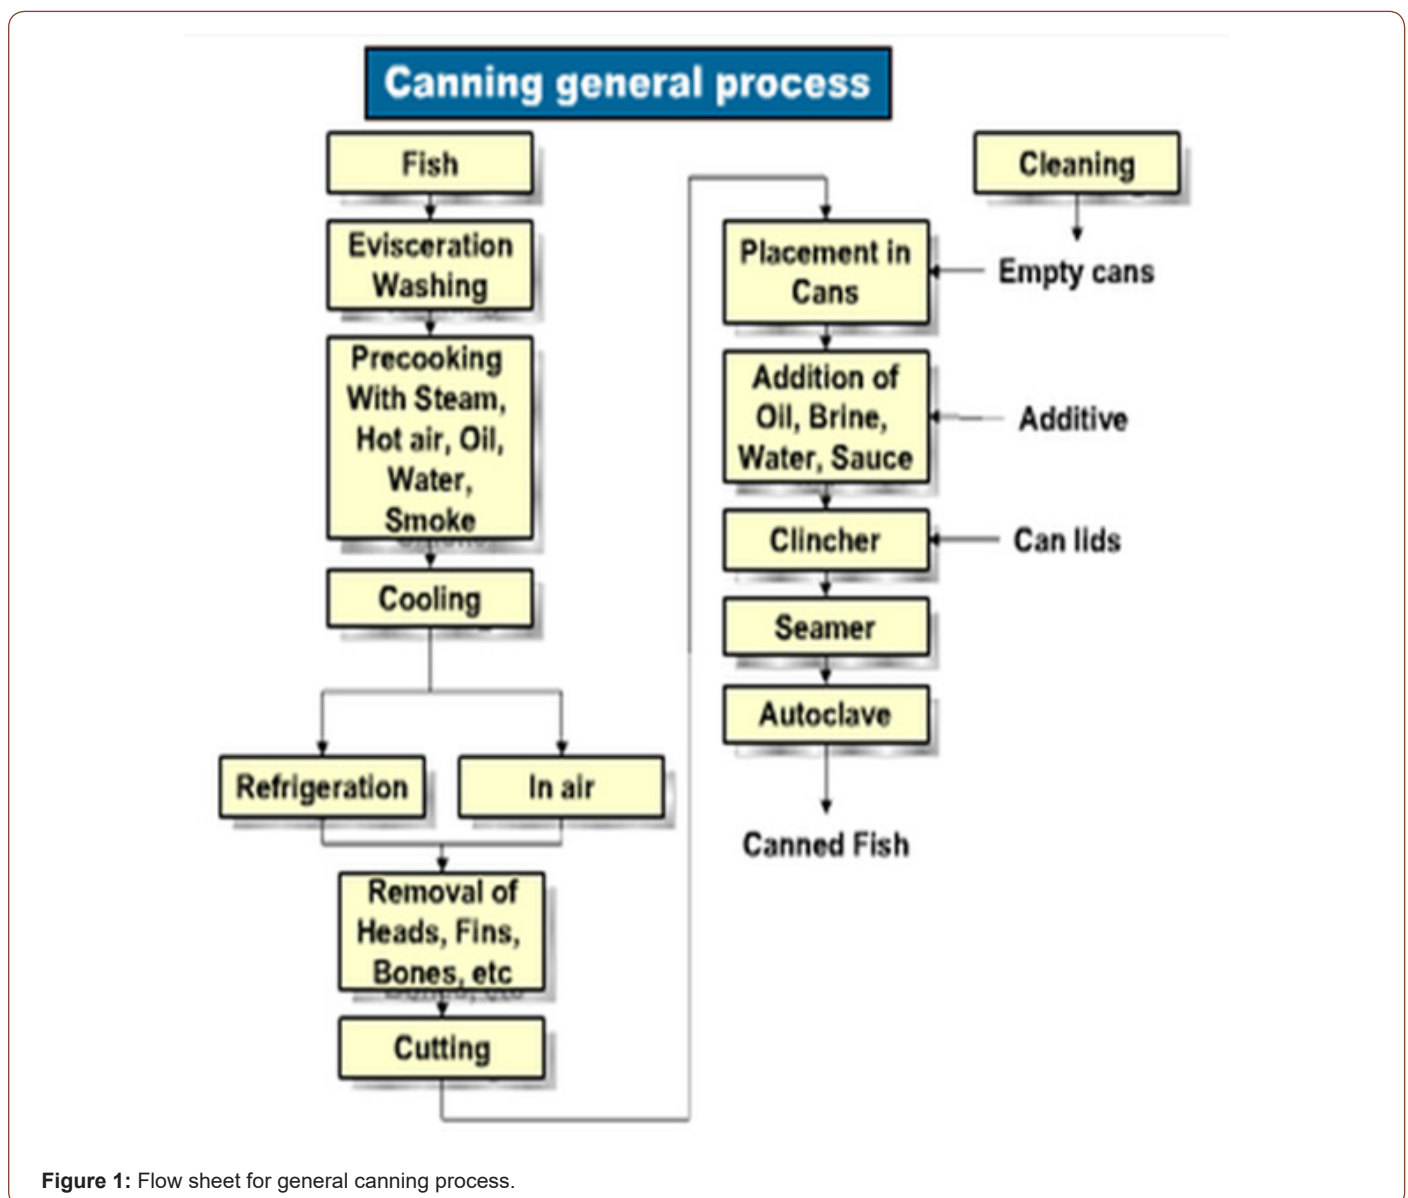 Canning general process
Fish
Evisceration
Washing
Precooking
With Steam,
Hot air, Oil,
Water,
Smoke
Cooling
Refrigeration
In air
Removal of
Heads, Fins,
Bones, etc
Cutting
Cleaning
Empty cans
Placement in
Cans
Addition of
Oil, Brine,
Water, Sauce
Additive
Clincher
Can lids
Seamer
Autoclave
Canned Fish
Figure 1: Flow sheet for general canning process.